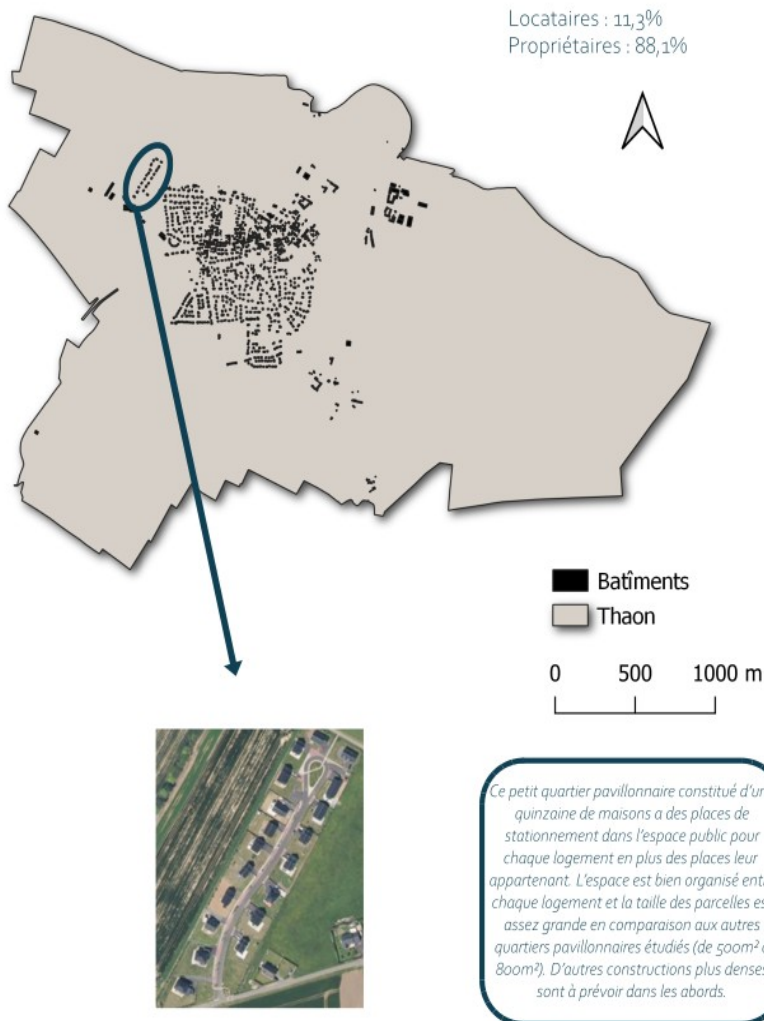 Locataires : 11,3%
Propriétaires : 88,1%
Batîments
Thaon
0 500 1000 m
Ce petit quartier pavillonnaire constitué d'un
quinzaine de maisons a des places de
stationnement dans l'espace public pour
chaque logement en plus des places leur
appartenant. L'espace est bien organisé ent
chaque logement et la taille des parcelles es
assez grande en comparaison aux autres
quartiers pavillonnaires étudiés (de 500m²
800m²). D'autres constructions plus denses
sont à prévoir dans les abords.